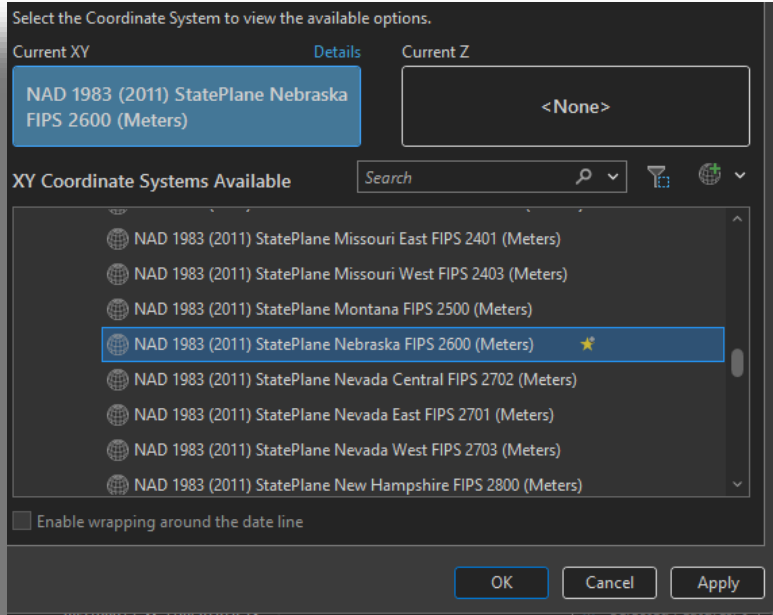 Select the Coordinate System to view the available options.
Current XY Details Current Z
NAD 1983 (2011) StatePlane Nebraska
FIPS 2600 (Meters)
<None>
XY Coordinate Systems Available
Search
NAD 1983 (2011) StatePlane Missouri East FIPS 2401 (Meters)
NAD 1983 (2011) StatePlane Missouri West FIPS 2403 (Meters)
NAD 1983 (2011) StatePlane Montana FIPS 2500 (Meters)
NAD 1983 (2011) StatePlane Nebraska FIPS 2600 (Meters)
NAD 1983 (2011) StatePlane Nevada Central FIPS 2702 (Meters)
NAD 1983 (2011) StatePlane Nevada East FIPS 2701 (Meters)
NAD 1983 (2011) StatePlane Nevada West FIPS 2703 (Meters)
NAD 1983 (2011) StatePlane New Hampshire FIPS 2800 (Meters)
Enable wrapping around the date line
OK Cancel Apply